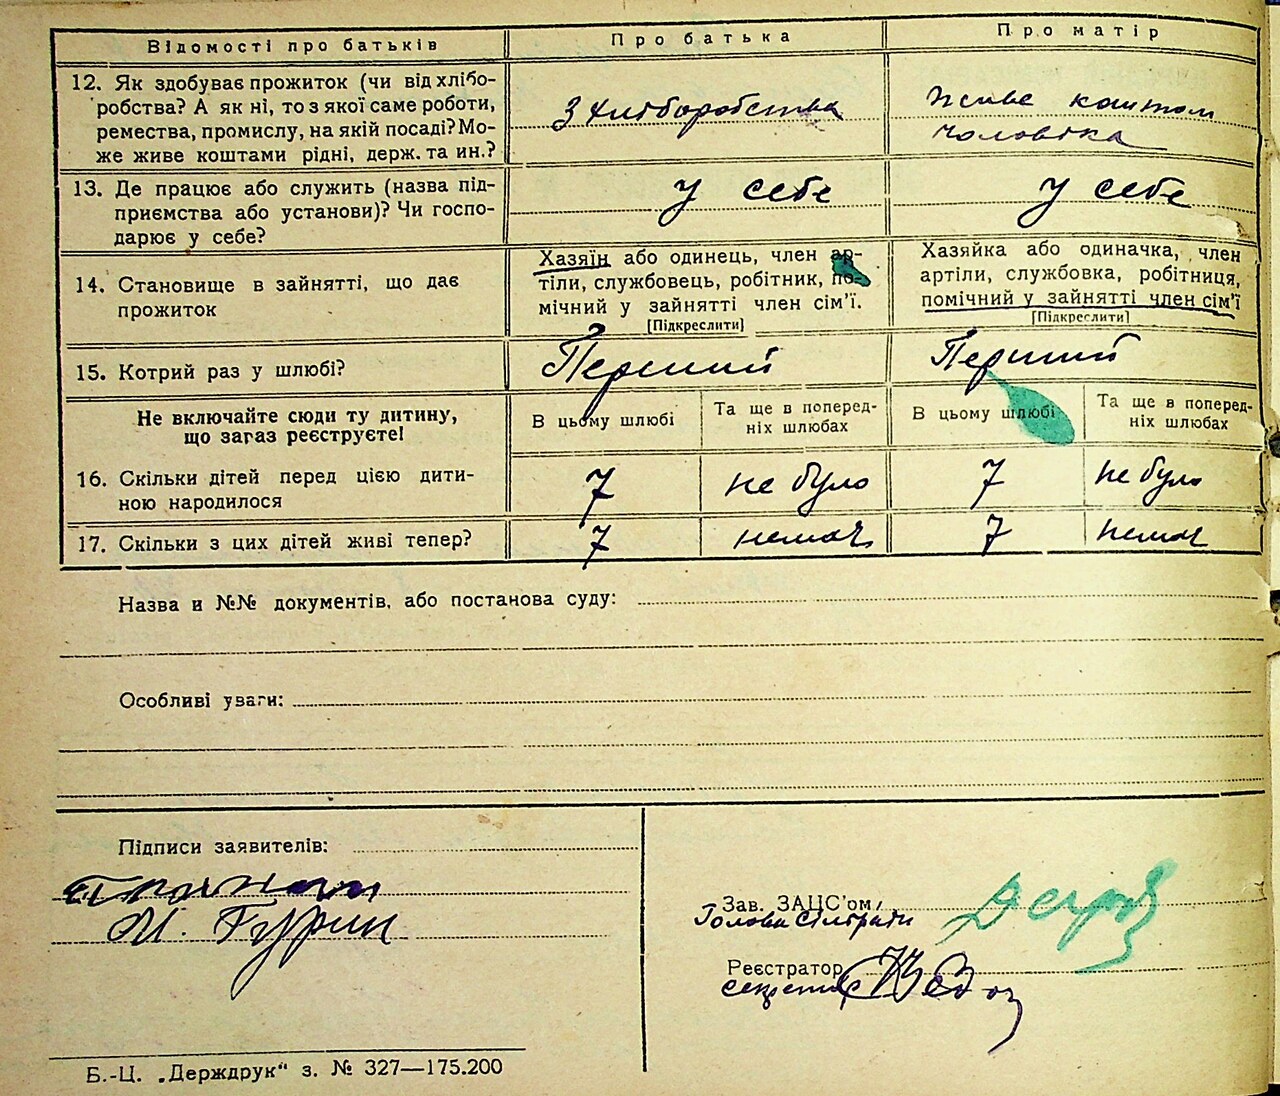 Відомості про батьків
Про батька
Про матір
12. Як здобуває прожиток (чи від хлібо-
робства? А як ні, то з якої саме роботи,
ремества, промислу, на якій посаді? Мо-
же живе коштами рідні, держ. та ин.?
З хліборобства
живе коштом
чоловіка
13. Де працює або служить (назва під-
приємства або установи)? Чи госпо-
дарює у себе?
у себе
у себе
14. Становище в зайнятті, що дає
прожиток
Хазяїн або одинець, член ар-
тіли, службовець, робітник, по-
мічний у зайнятті член сім'ї.
[Підкреслити]
Хазяйка або одиначка, член
артіли, службовка, робітниця,
помічний у зайнятті член сім'ї
[Підкреслити]
15. Котрий раз у шлюбі?
Перший
Перший
Не включайте сюди ту дитину,
що загаз реєструєте!
В цьому шлюбі
Та ще в поперед-
ніх шлюбах
В цьому шлюбі
Та ще в поперед-
ніх шлюбах
16. Скільки дітей перед цією дити-
ною народилося
7
не було
7
не було
17. Скільки з цих дітей живі тепер?
7
немає
7
немає
Назва и №№ документів, або постанова суду:
Особливі уваги:
Підписи заявителів:
И. Гурин
Зав. ЗАЦС'ом
Голова сільради
Реєстратор
секретар
Б.-Ц. „Держдрук“ з. № 327—175.200